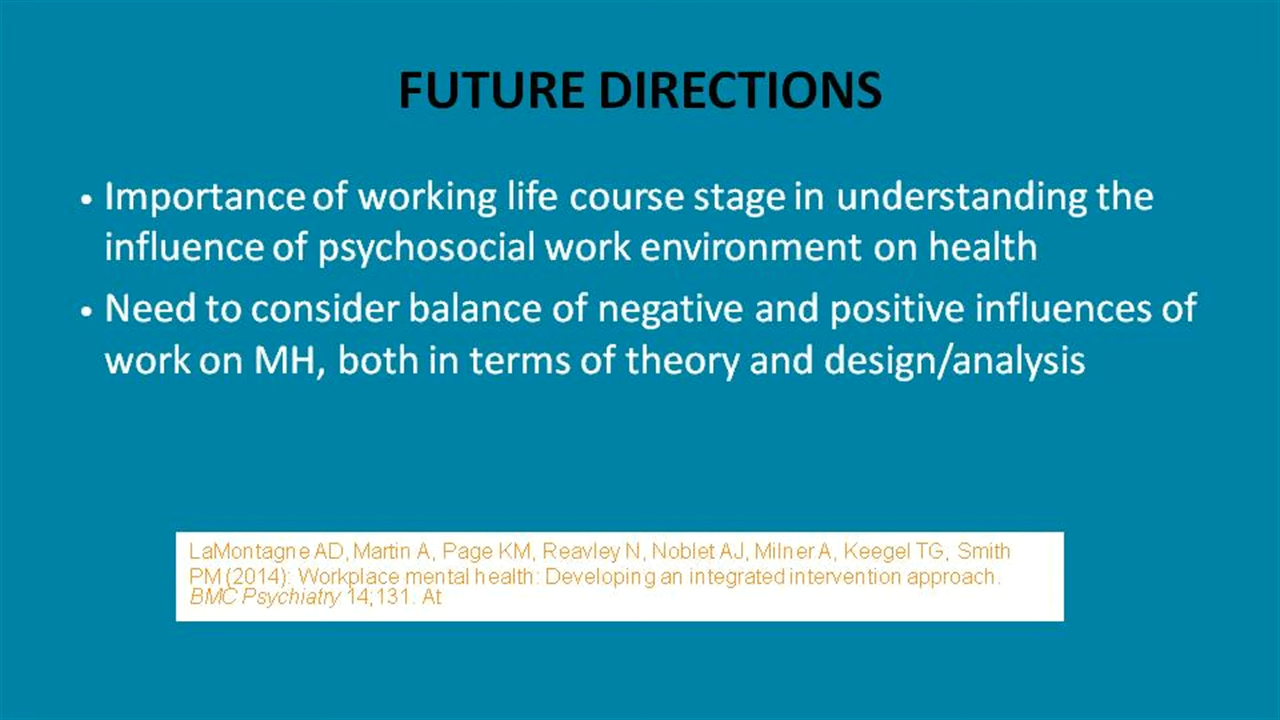 FUTURE DIRECTIONS
• Importance of working life course stage in understanding the
influence of psychosocial work environment on health
• Need to consider balance of negative and positive influences of
work on MH, both in terms of theory and design/analysis
LaMontagne AD, Martin A, Page KM, Reavley N, Noblet AJ, Milner A, Keegel TG, Smith
PM (2014): Workplace mental health: Developing an integrated intervention approach.
BMC Psychiatry 14;131. At